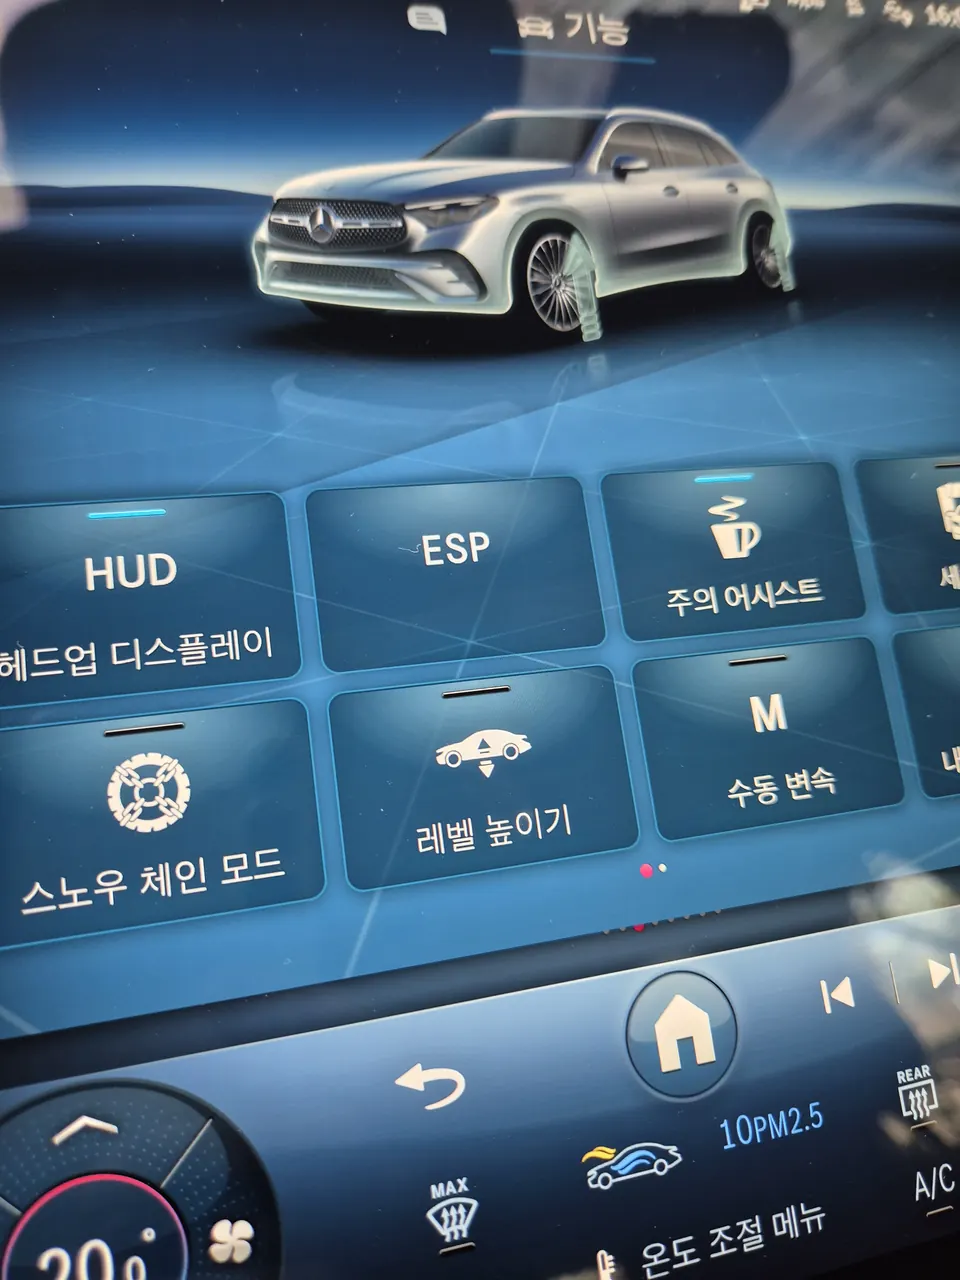 기능
HUD
헤드업 디스플레이
ESP
주의 어시스트
스노우 체인 모드
레벨 높이기
M
수동 변속
10PM2.5
REAR
MAX
A/C
20.0°
온도 조절 메뉴